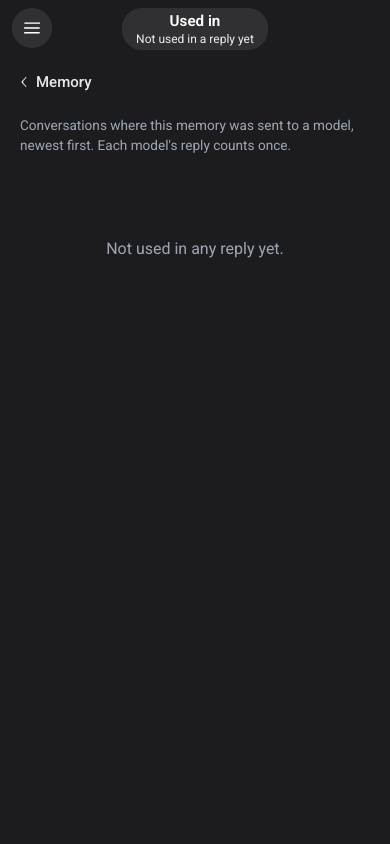 Used in
Not used in a reply yet
Memory
Conversations where this memory was sent to a model,
newest first. Each model's reply counts once.
Not used in any reply yet.